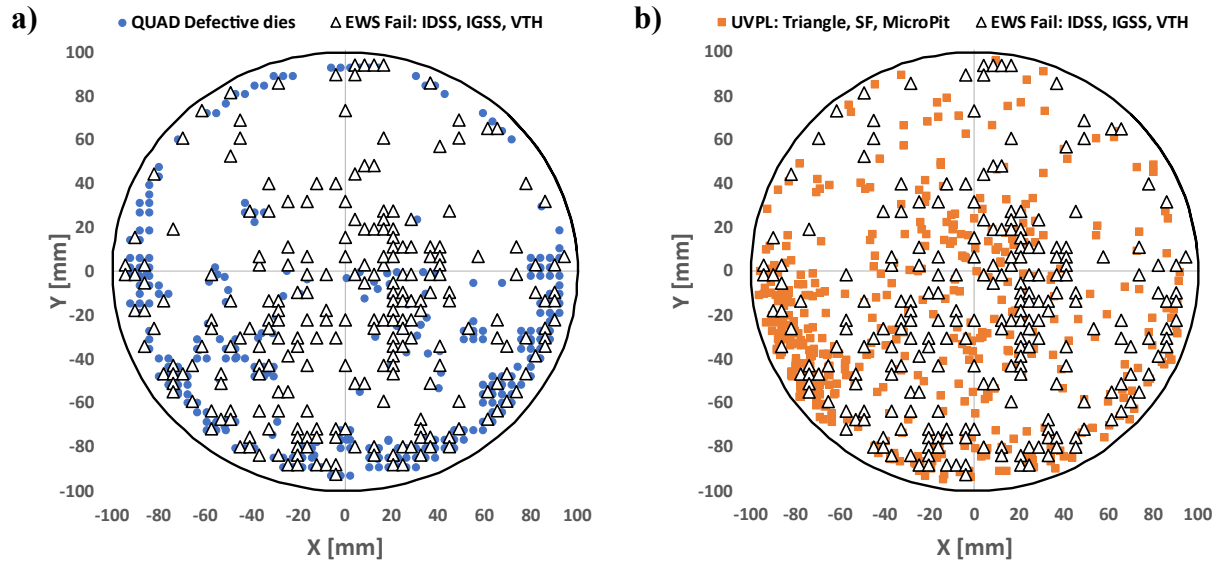 a)
QUAD Defective dies
EWS Fail: IDSS, IGSS, VTH
100
80
60
40
20
0
-20
-40
-60
-80
-100
Y [mm]
-100 -80 -60 -40 -20 0 20 40 60 80 100
X [mm]
b)
UVPL: Triangle, SF, MicroPit
EWS Fail: IDSS, IGSS, VTH
100
80
60
40
20
0
-20
-40
-60
-80
-100
Y [mm]
-100 -80 -60 -40 -20 0 20 40 60 80 100
X [mm]